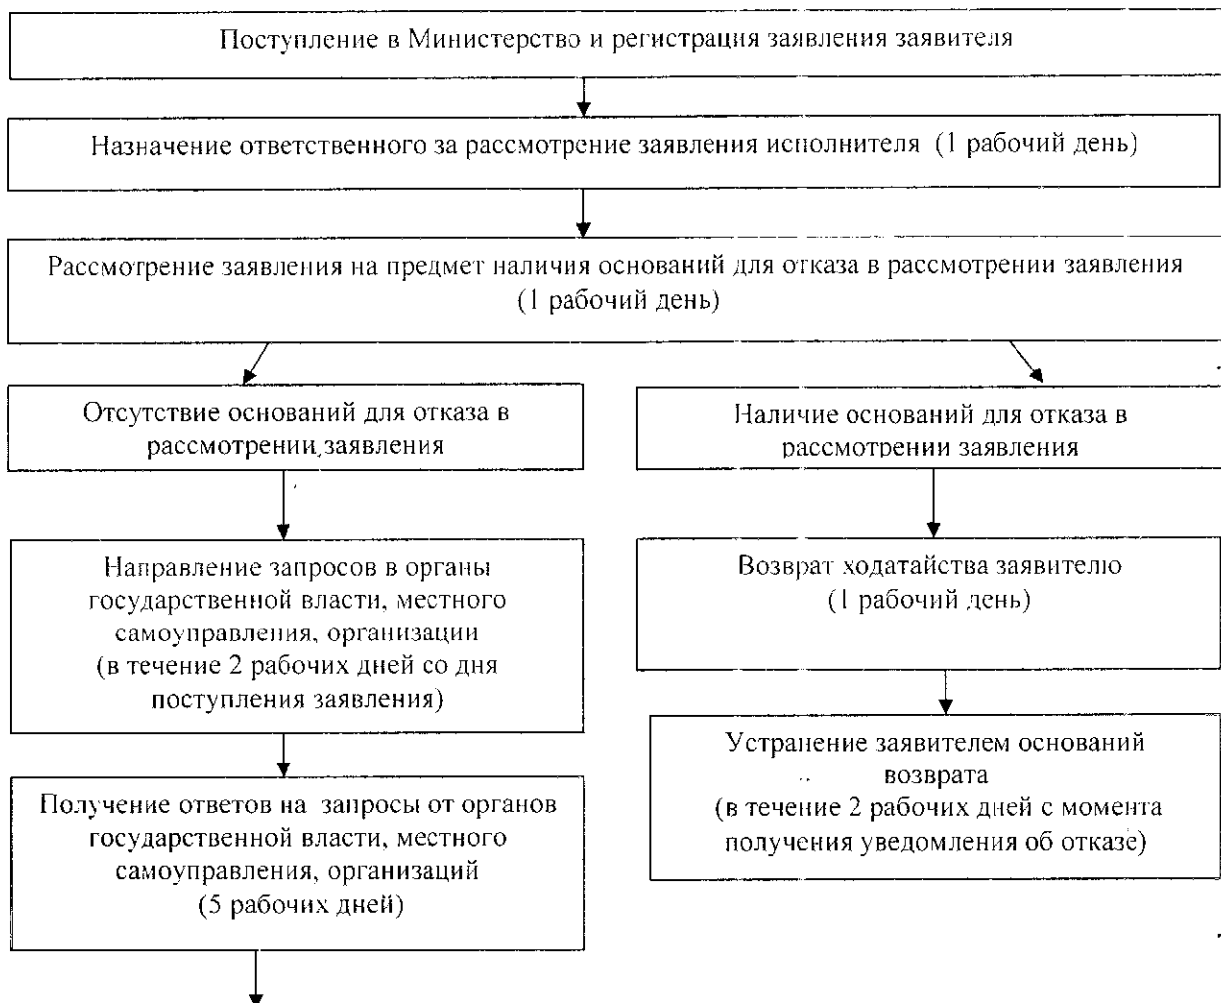 Поступление в Министерство и регистрация заявления заявителя
Назначение ответственного за рассмотрение заявления исполнителя (1 рабочий день)
Рассмотрение заявления на предмет наличия оснований для отказа в рассмотрении заявления
(1 рабочий день)
Отсутствие оснований для отказа в
рассмотрении заявления
Наличие оснований для отказа в
рассмотрении заявления
Направление запросов в органы
государственной власти, местного
самоуправления, организации
(в течение 2 рабочих дней со дня
поступления заявления)
Возврат ходатайства заявителю
(1 рабочий день)
Получение ответов на запросы от органов
государственной власти, местного
самоуправления, организаций
(5 рабочих дней)
Устранение заявителем оснований
возврата
(в течение 2 рабочих дней с момента
получения уведомления об отказе)